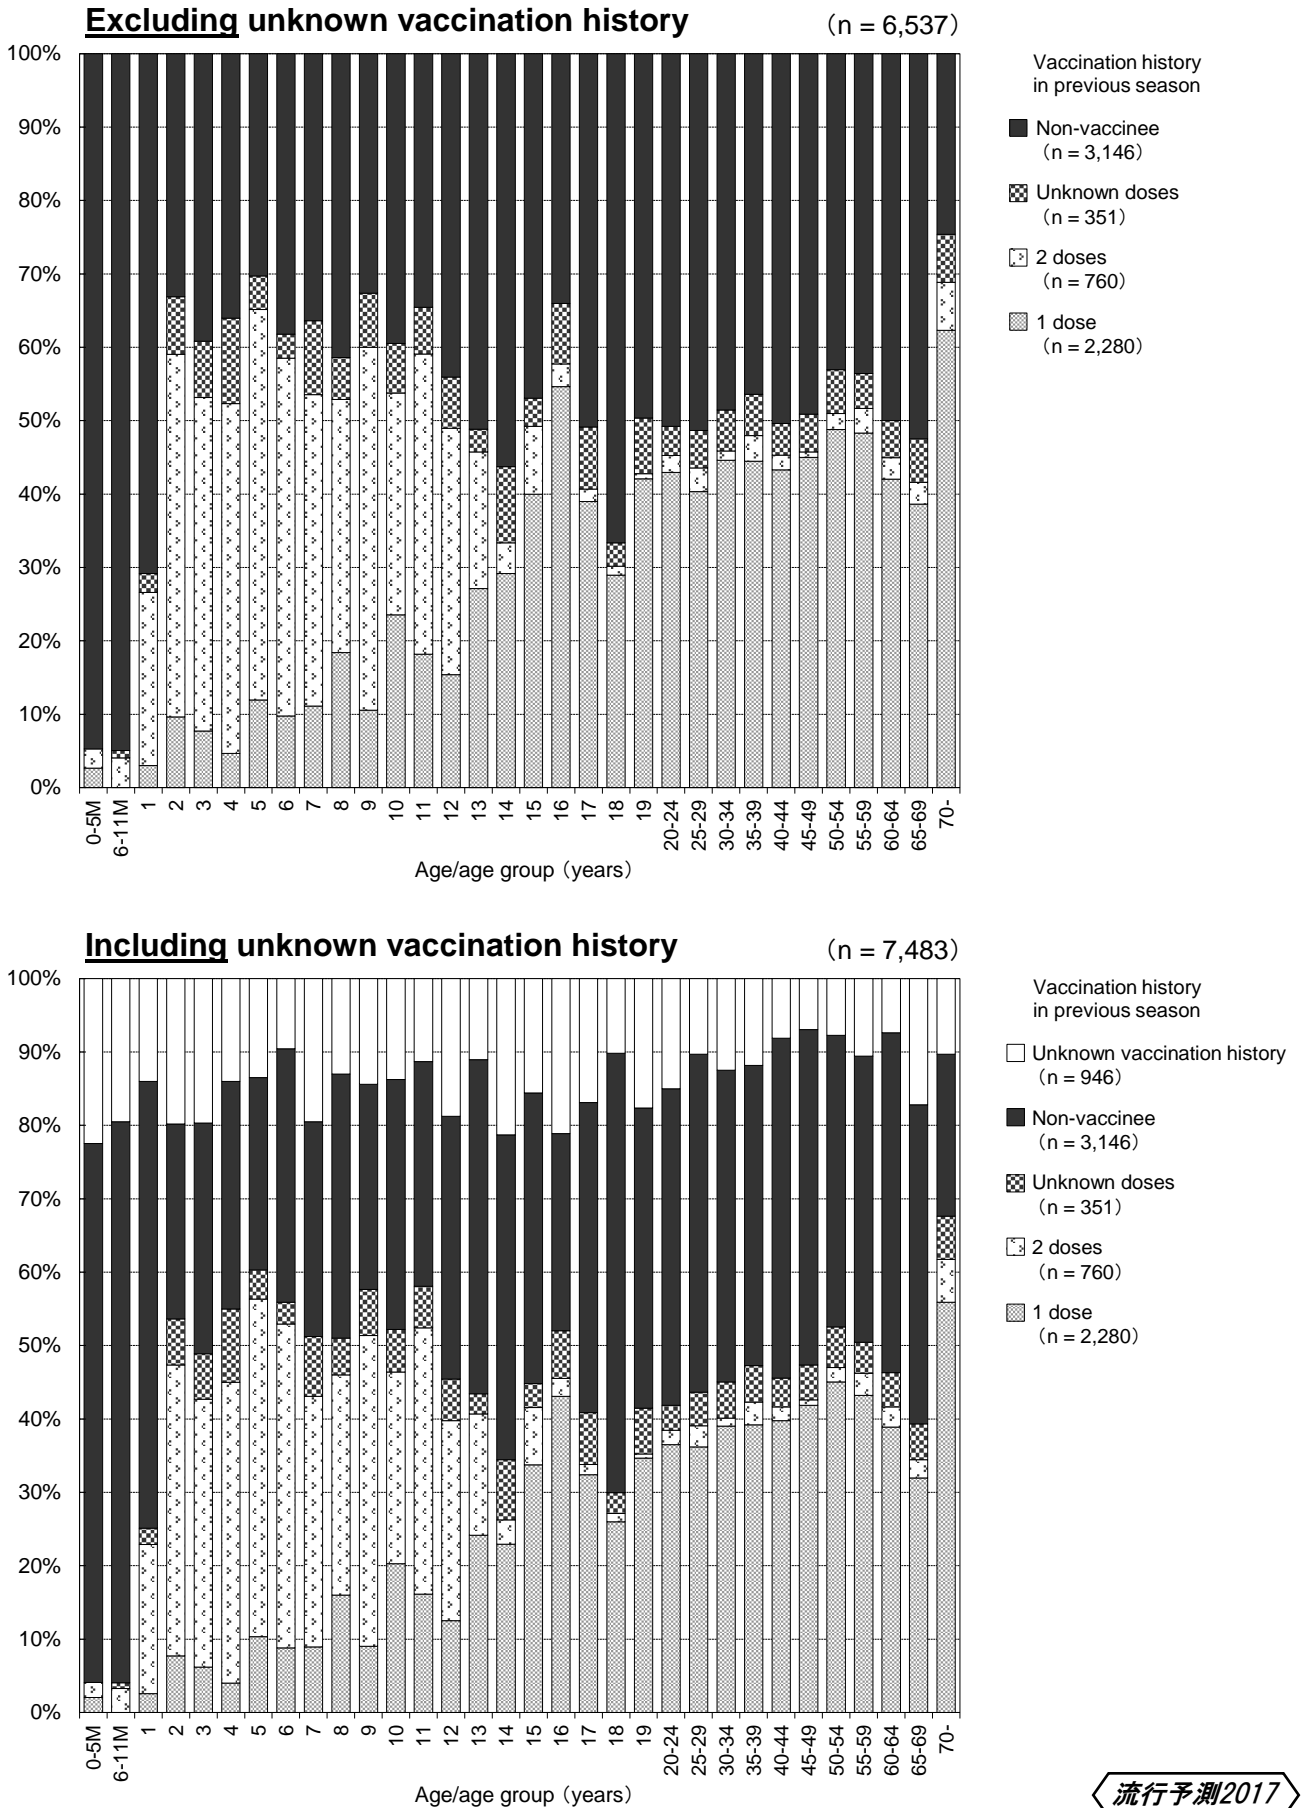 Excluding unknown vaccination history
（n = 6,537）
100%
90%
80%
70%
60%
50%
40%
30%
20%
10%
0%
0-5M
6-11M
1
2
3
4
5
6
7
8
9
10
11
12
13
14
15
16
17
18
19
20-24
25-29
30-34
35-39
40-44
45-49
50-54
55-59
60-64
65-69
70-
Age/age group（years）
Vaccination history
in previous season
Non-vaccinee
（n = 3,146）
Unknown doses
（n = 351）
2 doses
（n = 760）
1 dose
（n = 2,280）
Including unknown vaccination history
（n = 7,483）
100%
90%
80%
70%
60%
50%
40%
30%
20%
10%
0%
0-5M
6-11M
1
2
3
4
5
6
7
8
9
10
11
12
13
14
15
16
17
18
19
20-24
25-29
30-34
35-39
40-44
45-49
50-54
55-59
60-64
65-69
70-
Age/age group（years）
Vaccination history
in previous season
Unknown vaccination history
（n = 946）
Non-vaccinee
（n = 3,146）
Unknown doses
（n = 351）
2 doses
（n = 760）
1 dose
（n = 2,280）
流行予測2017